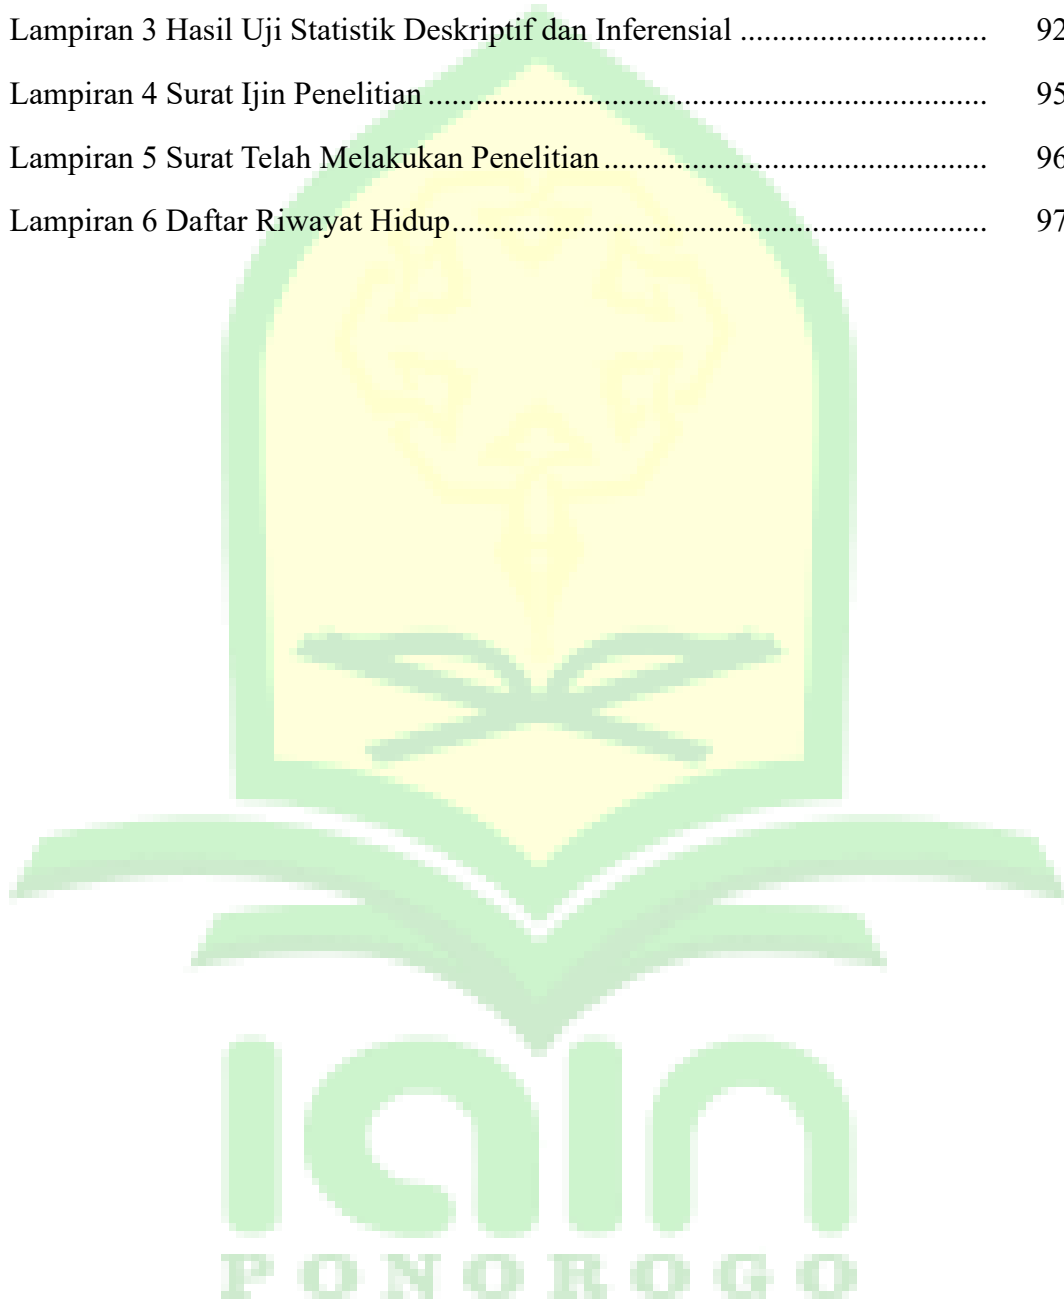 Lampiran 3 Hasil Uji Statistik Deskriptif dan Inferensial ............................... 92
Lampiran 4 Surat Ijin Penelitian ...................................................................... 95
Lampiran 5 Surat Telah Melakukan Penelitian ................................................ 96
Lampiran 6 Daftar Riwayat Hidup ................................................................... 97
iain
PONOROGO